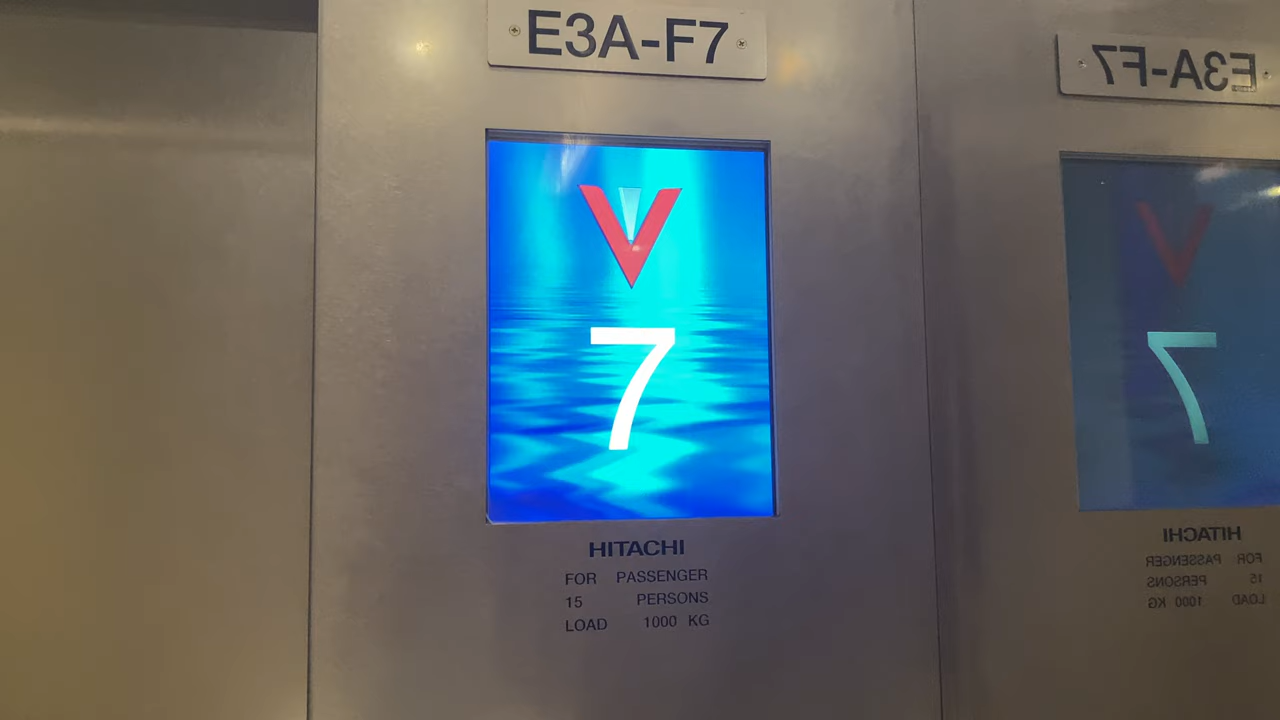 E3A-F7
V
7
HITACHI
FOR PASSENGER
15 PERSONS
LOAD 1000 KG
E3A-F7
V
7
HITACHI
FOR PASSENGER
15 PERSONS
LOAD 1000 KG